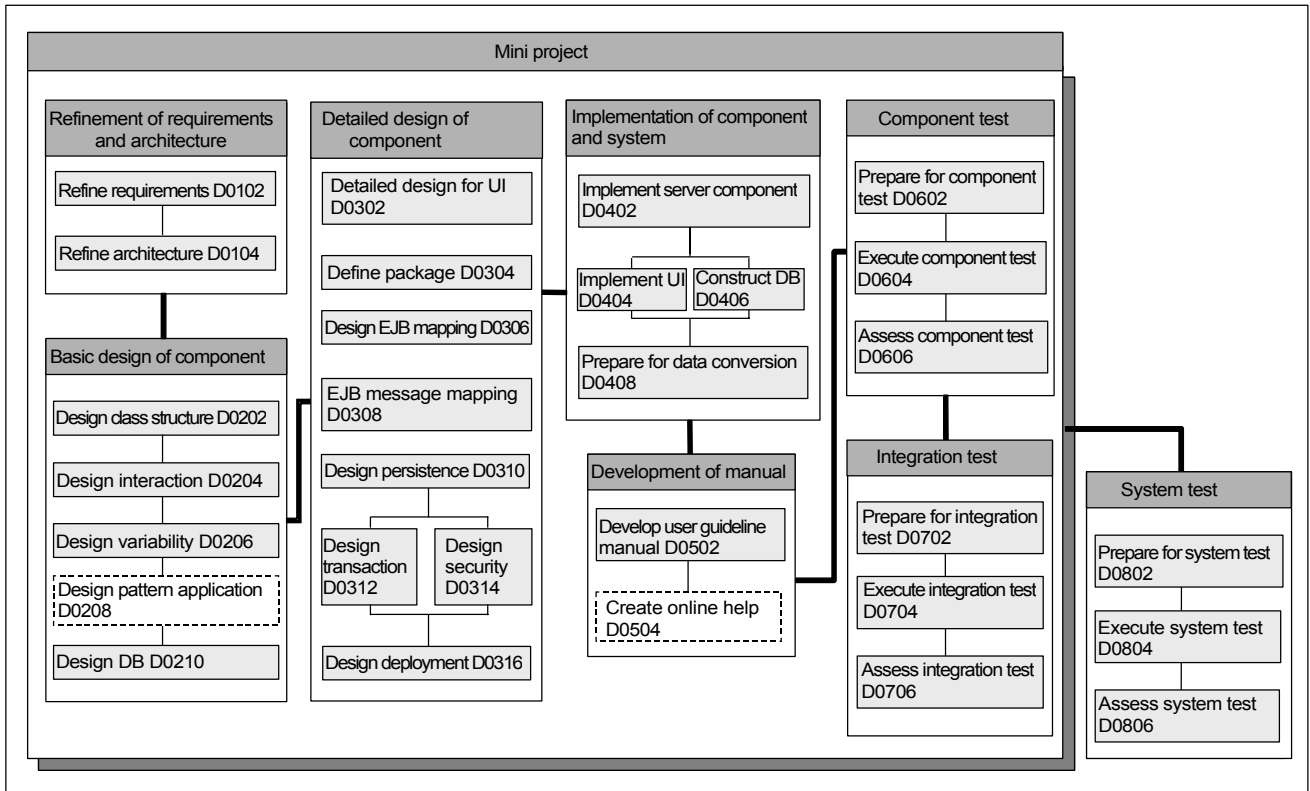 Mini project
Refinement of requirements
and architecture
Refine requirements D0102
Refine architecture D0104
Basic design of component
Design class structure D0202
Design interaction D0204
Design variability D0206
Design pattern application
D0208
Design DB D0210
Detailed design of
component
Detailed design for UI
D0302
Define package D0304
Design EJB mapping D0306
EJB message mapping
D0308
Design persistence D0310
Design
transaction
D0312
Design
security
D0314
Design deployment D0316
Implementation of component
and system
Implement server component
D0402
Implement UI
D0404
Construct DB
D0406
Prepare for data conversion
D0408
Development of manual
Develop user guideline
manual D0502
Create online help
D0504
Component test
Prepare for component
test D0602
Execute component test
D0604
Assess component test
D0606
Integration test
Prepare for integration
test D0702
Execute integration test
D0704
Assess integration test
D0706
System test
Prepare for system test
D0802
Execute system test
D0804
Assess system test
D0806